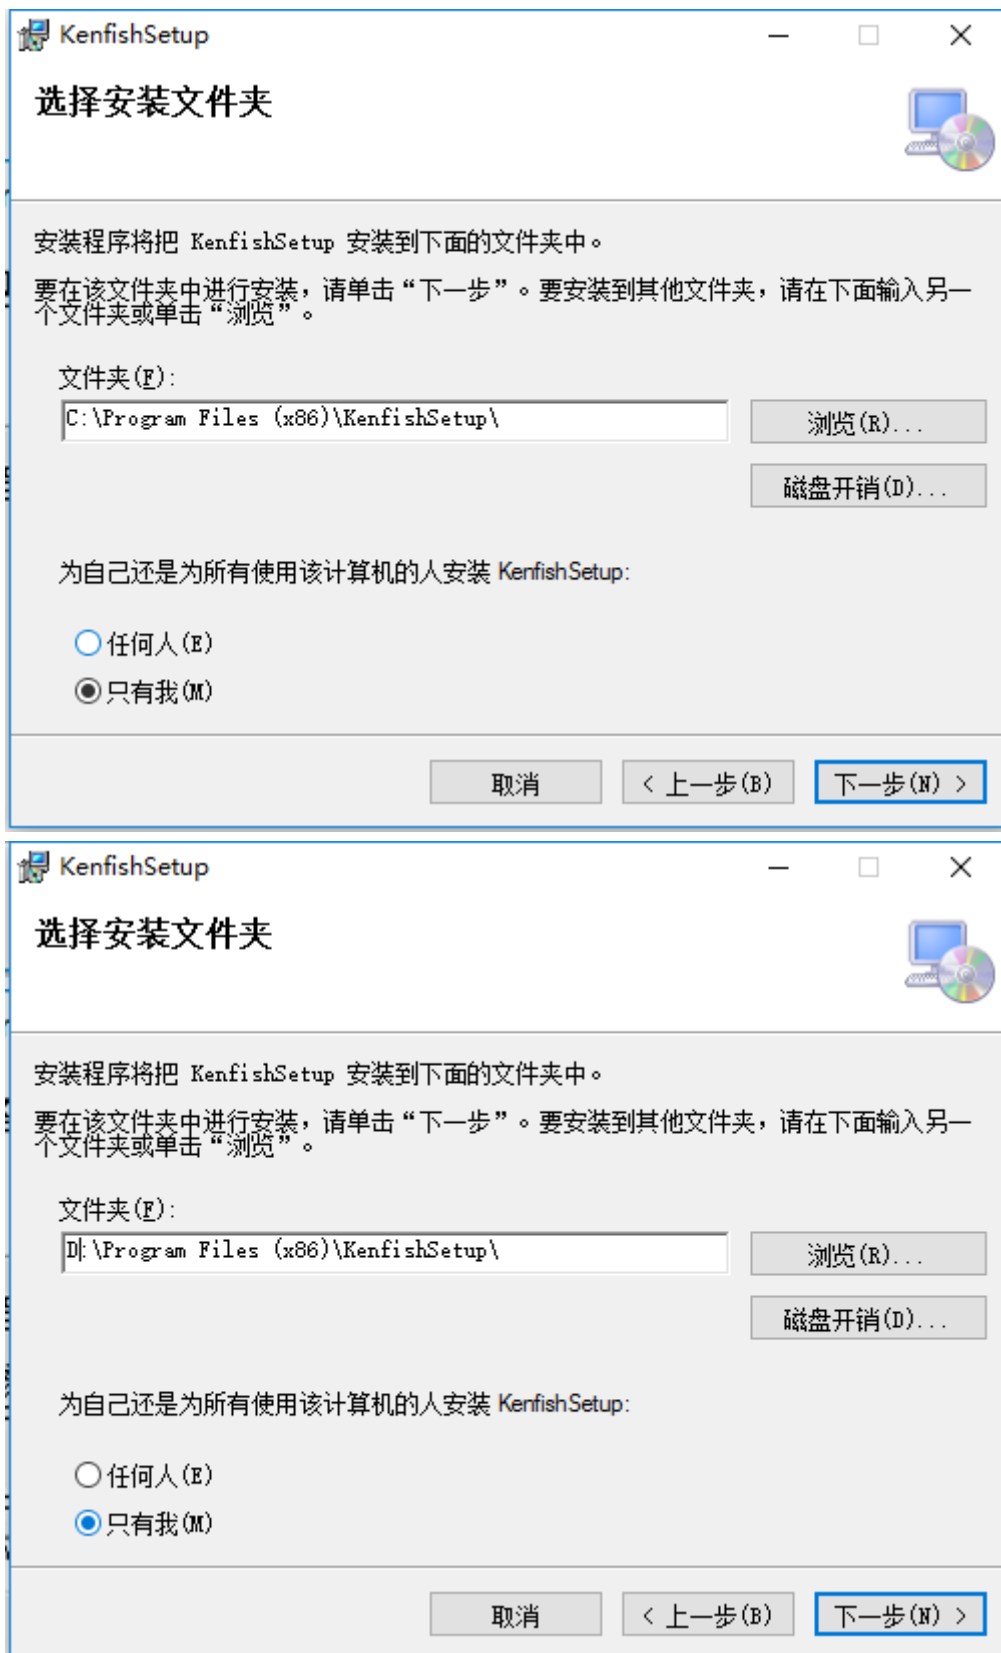 KenfishSetup
选择安装文件夹
安装程序将把 KenfishSetup 安装到下面的文件夹中。
要在该文件夹中进行安装，请单击“下一步”。要安装到其他文件夹，请在下面输入另一
个文件夹或单击“浏览”。
文件夹(F):
C:\Program Files (x86)\KenfishSetup\
浏览(R)...
磁盘开销(D)...
为自己还是为所有使用该计算机的人安装 KenfishSetup:
任何人(E)
只有我(M)
取消
< 上一步(B)
下一步(N) >
KenfishSetup
选择安装文件夹
安装程序将把 KenfishSetup 安装到下面的文件夹中。
要在该文件夹中进行安装，请单击“下一步”。要安装到其他文件夹，请在下面输入另一
个文件夹或单击“浏览”。
文件夹(F):
D:\Program Files (x86)\KenfishSetup\
浏览(R)...
磁盘开销(D)...
为自己还是为所有使用该计算机的人安装 KenfishSetup:
任何人(E)
只有我(M)
取消
< 上一步(B)
下一步(N) >